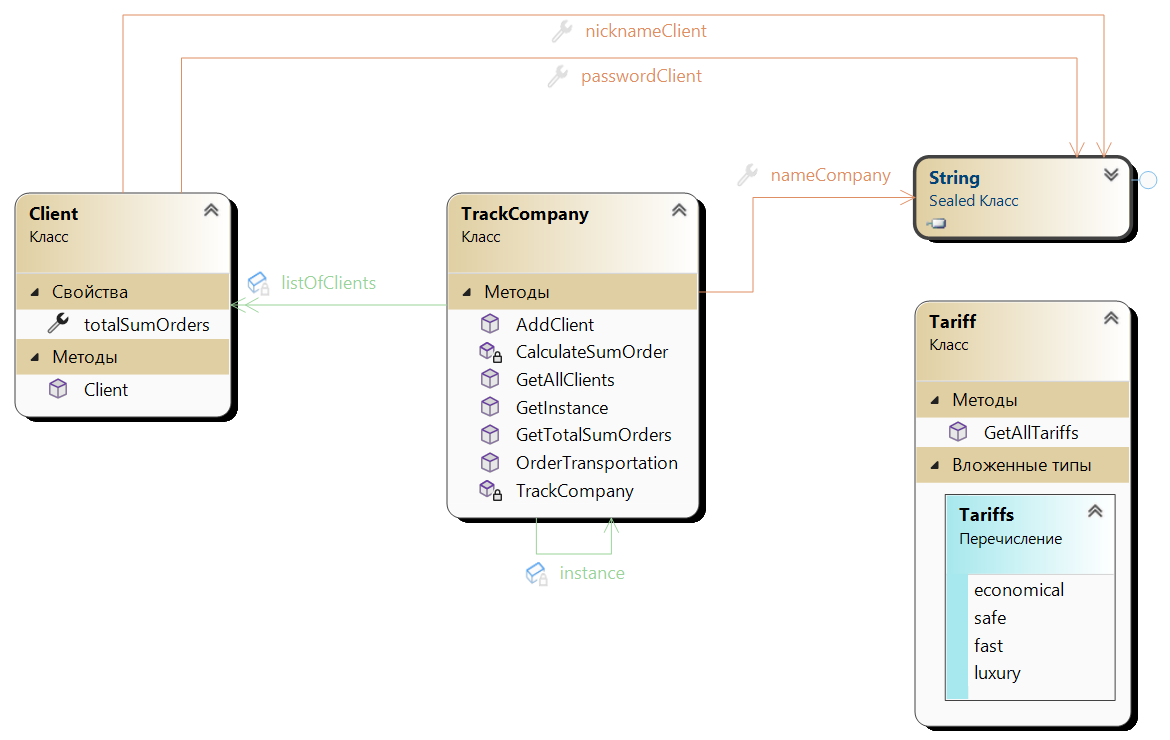 nicknameClient
passwordClient
nameCompany
String
Sealed Класс
Client
Класс
Свойства
totalSumOrders
Методы
Client
listOfClients
TrackCompany
Класс
Методы
AddClient
CalculateSumOrder
GetAllClients
GetInstance
GetTotalSumOrders
OrderTransportation
TrackCompany
instance
Tariff
Класс
Методы
GetAllTariffs
Вложенные типы
Tariffs
Перечисление
economical
safe
fast
luxury